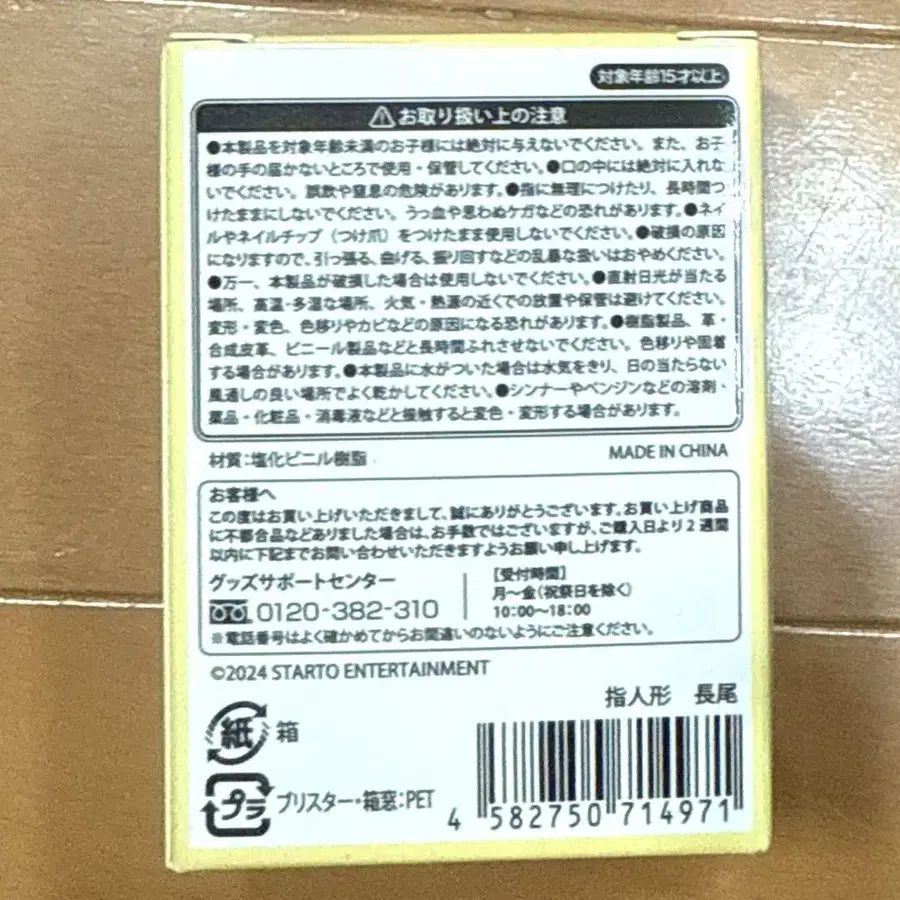 対象年齢15才以上
⚠お取り扱い上の注意
●本製品を対象年齢未満のお子様には絶対に与えないでください。また、お子
様の手の届かないところで使用・保管してください。●口の中には絶対に入れな
いでください。誤飲や窒息の危険があります。●指に無理につけたり、長時間つ
けたままにしないでください。うっ血や思わぬケガなどの恐れがあります。●ネイ
ルやネイルチップ（つけ爪）をつけたまま使用しないでください。●破損の原因
になりますので、引っ張る、曲げる、振り回すなどの乱暴な扱いはおやめください。
●万一、本製品が破損した場合は使用しないでください。●直射日光が当たる
場所、高温・多湿な場所、火気・熱源の近くでの放置や保管は避けてください。
変形・変色、色移りやカビなどの原因になる恐れがあります。●樹脂製品、革・
合成皮革、ビニール製品などと長時間ふれさせないでください。色移りや固着
する場合があります。●本製品に水がついた場合は水気をきり、日の当たらない
風通しの良い場所でよく乾かしてください。●シンナーやベンジンなどの溶剤・
薬品・化粧品・消毒液などと接触すると変色・変形する場合があります。
材質：塩化ビニル樹脂
MADE IN CHINA
お客様へ
この度はお買い上げいただきまして、誠にありがとうございます。お買い上げ商品
に不都合品などありました場合は、お手数ではございますが、ご購入日より2週間
以内に下記までお問い合わせいただきますようお願い申し上げます。
グッズサポートセンター
0120-382-310
【受付時間】
月〜金（祝祭日を除く）
10:00〜18:00
※電話番号はよく確かめてからお間違いのないようにご注意ください。
©2024 STARTO ENTERTAINMENT
指人形 長尾
紙 箱
プラ ブリスター・箱窓：PET
4 582750 714971